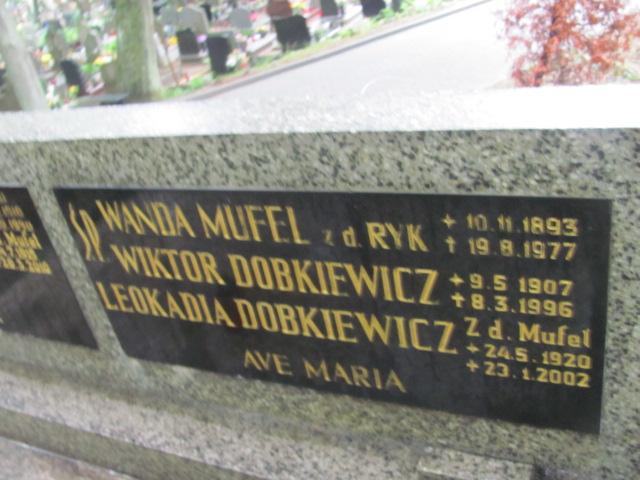 Ś.P. WANDA MUFEL z d. RYK + 10.11.1893
+ 19.8.1977
WIKTOR DOBKIEWICZ + 9.5 1907
+ 8.3.1996
LEOKADIA DOBKIEWICZ z d. Mufel
+ 24.5.1920
+ 23.1.2002
AVE MARIA